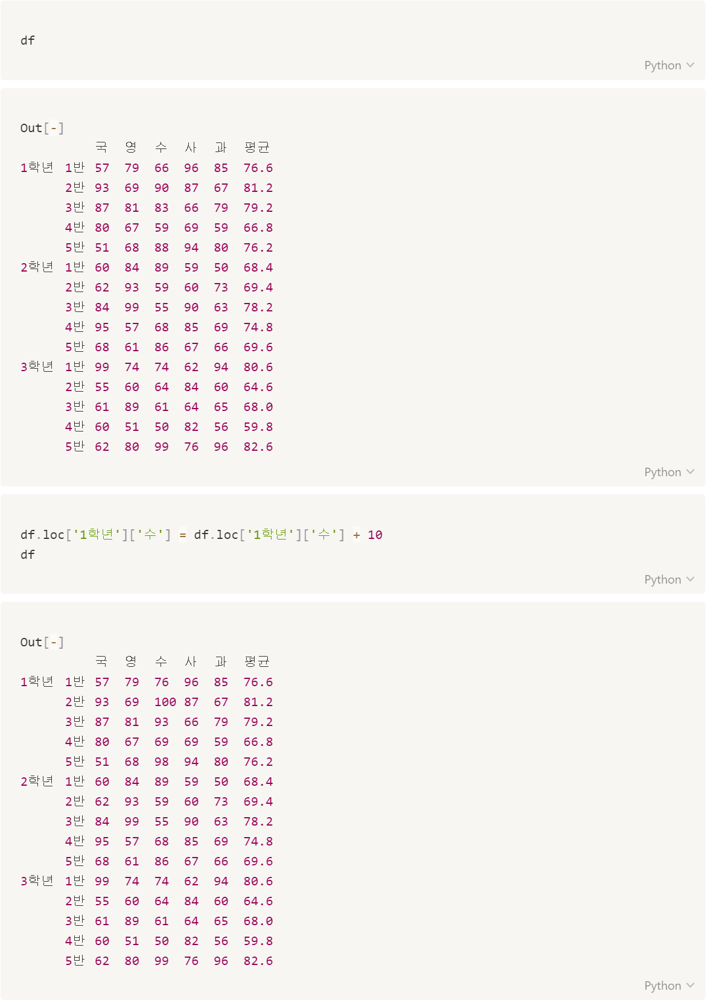 df
Python
Out[-]
국 영 수 사 과 평균
1학년 1반 57 79 66 96 85 76.6
2반 93 69 90 87 67 81.2
3반 87 81 83 66 79 79.2
4반 80 67 59 69 59 66.8
5반 51 68 88 94 80 76.2
2학년 1반 60 84 89 59 50 68.4
2반 62 93 59 60 73 69.4
3반 84 99 55 90 63 78.2
4반 95 57 68 85 69 74.8
5반 68 61 86 67 66 69.6
3학년 1반 99 74 74 62 94 80.6
2반 55 60 64 84 60 64.6
3반 61 89 61 64 65 68.0
4반 60 51 50 82 56 59.8
5반 62 80 99 76 96 82.6
Python
df.loc['1학년']['수'] = df.loc['1학년']['수'] + 10
df
Python
Out[-]
국 영 수 사 과 평균
1학년 1반 57 79 76 96 85 76.6
2반 93 69 100 87 67 81.2
3반 87 81 93 66 79 79.2
4반 80 67 69 69 59 66.8
5반 51 68 98 94 80 76.2
2학년 1반 60 84 89 59 50 68.4
2반 62 93 59 60 73 69.4
3반 84 99 55 90 63 78.2
4반 95 57 68 85 69 74.8
5반 68 61 86 67 66 69.6
3학년 1반 99 74 74 62 94 80.6
2반 55 60 64 84 60 64.6
3반 61 89 61 64 65 68.0
4반 60 51 50 82 56 59.8
5반 62 80 99 76 96 82.6
Python